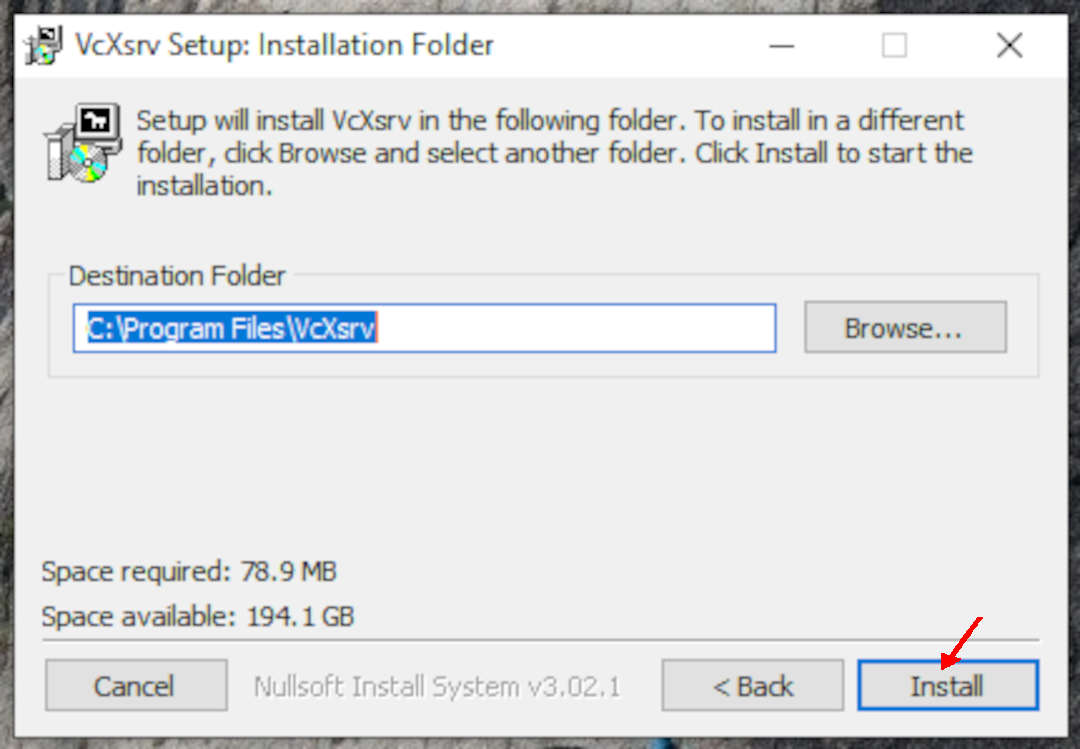 VcXsrv Setup: Installation Folder
Setup will install VcXsrv in the following folder. To install in a different
folder, click Browse and select another folder. Click Install to start the
installation.
Destination Folder
C:\Program Files\VcXsrv
Browse...
Space required: 78.9 MB
Space available: 194.1 GB
Cancel
Nullsoft Install System v3.02.1
< Back
Install